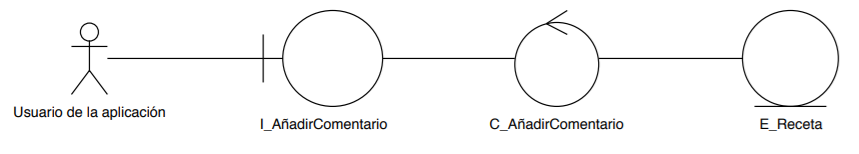 Usuario de la aplicación
I_AñadirComentario
C_AñadirComentario
E_Receta